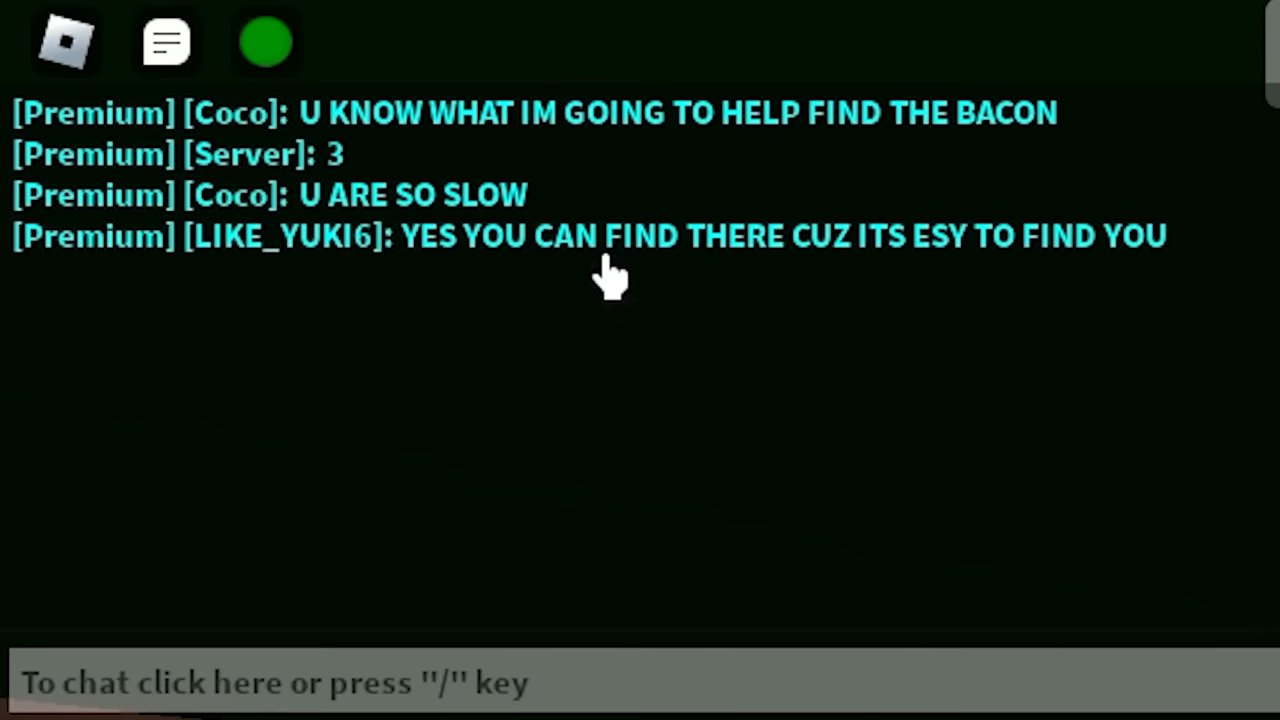 [Premium] [Coco]: U KNOW WHAT IM GOING TO HELP FIND THE BACON
[Premium] [Server]: 3
[Premium] [Coco]: U ARE SO SLOW
[Premium] [LIKE_YUKI6]: YES YOU CAN FIND THERE CUZ ITS ESY TO FIND YOU
To chat click here or press "/" key